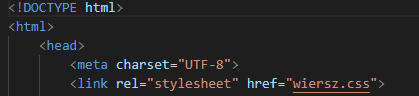 <!DOCTYPE html>
<html>
<head>
<meta charset="UTF-8">
<link rel="stylesheet" href="wiersz.css">